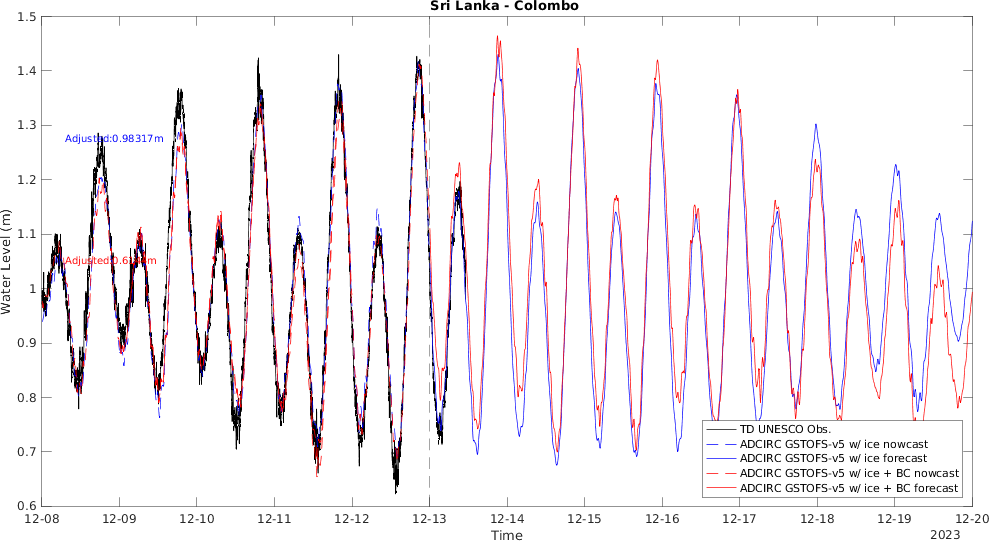 Sri Lanka - Colombo
1.5
1.4
1.3
1.2
1.1
1
0.9
0.8
0.7
0.6
Water Level (m)
Adjusted:0.98317m
TD UNESCO Obs.
ADCIRC GSTOFS-v5 w/ ice nowcast
ADCIRC GSTOFS-v5 w/ ice forecast
ADCIRC GSTOFS-v5 w/ ice + BC nowcast
ADCIRC GSTOFS-v5 w/ ice + BC forecast
12-08 12-09 12-10 12-11 12-12 12-13 12-14 12-15 12-16 12-17 12-18 12-19 12-20
Time
2023